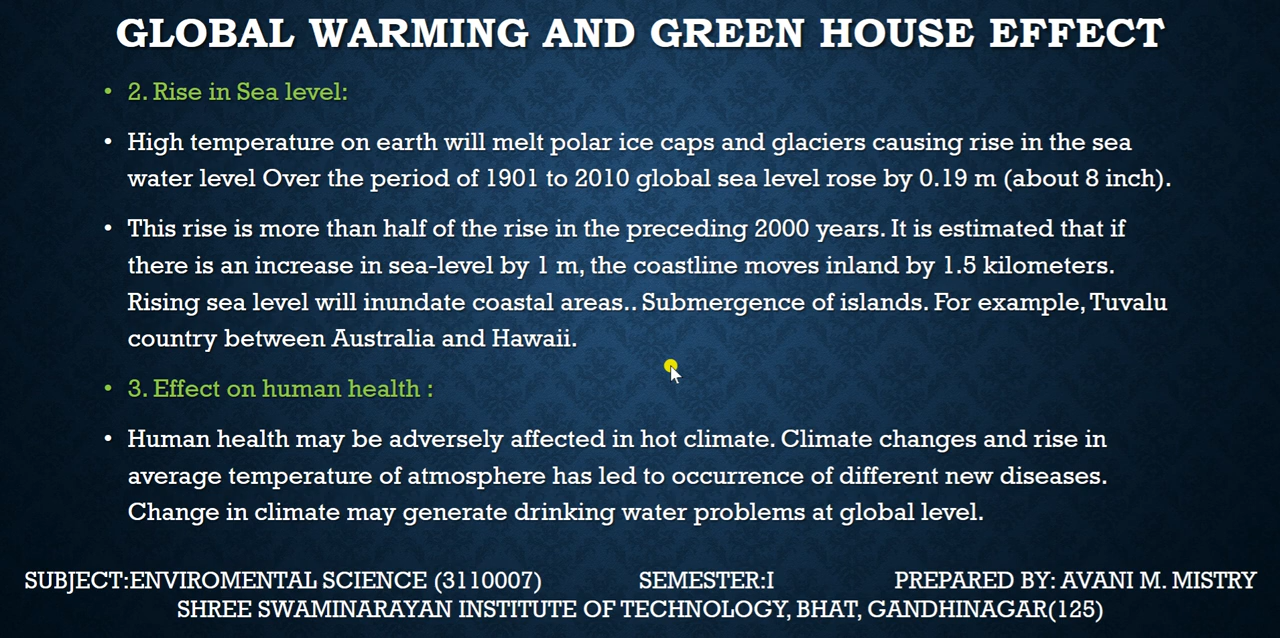 GLOBAL WARMING AND GREEN HOUSE EFFECT
• 2. Rise in Sea level:
• High temperature on earth will melt polar ice caps and glaciers causing rise in the sea
water level Over the period of 1901 to 2010 global sea level rose by 0.19 m (about 8 inch).
• This rise is more than half of the rise in the preceding 2000 years. It is estimated that if
there is an increase in sea-level by 1 m, the coastline moves inland by 1.5 kilometers.
Rising sea level will inundate coastal areas.. Submergence of islands. For example, Tuvalu
country between Australia and Hawaii.
• 3. Effect on human health :
• Human health may be adversely affected in hot climate. Climate changes and rise in
average temperature of atmosphere has led to occurrence of different new diseases.
Change in climate may generate drinking water problems at global level.
SUBJECT:ENVIROMENTAL SCIENCE (3110007) SEMESTER:I PREPARED BY: AVANI M. MISTRY
SHREE SWAMINARAYAN INSTITUTE OF TECHNOLOGY, BHAT, GANDHINAGAR(125)